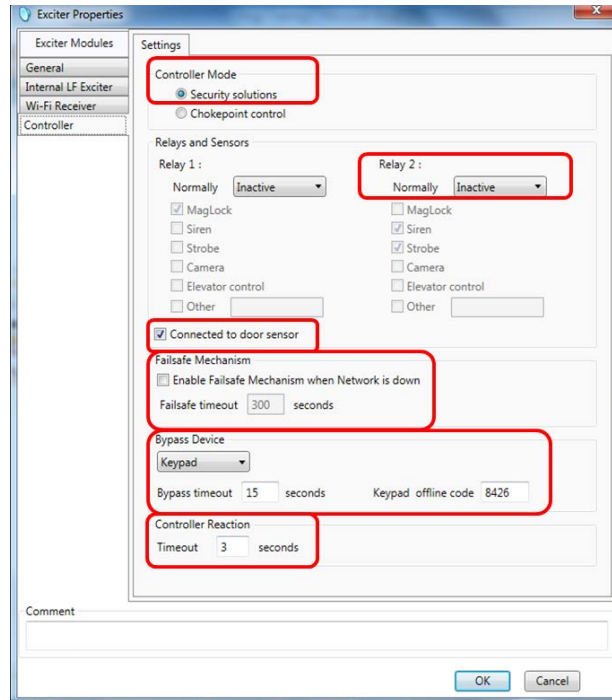 Exciter Properties
Exciter Modules
General
Internal LF Exciter
Wi-Fi Receiver
Controller
Settings
Controller Mode
Security solutions
Chokepoint control
Relays and Sensors
Relay 1 :
Normally Inactive
MagLock
Siren
Strobe
Camera
Elevator control
Other
Relay 2 :
Normally Inactive
MagLock
Siren
Strobe
Camera
Elevator control
Other
Connected to door sensor
Failsafe Mechanism
Enable Failsafe Mechanism when Network is down
Failsafe timeout 300 seconds
Bypass Device
Keypad
Bypass timeout 15 seconds Keypad offline code 8426
Controller Reaction
Timeout 3 seconds
Comment
OK Cancel